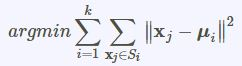 argmin ∑_{i=1}^{k} ∑_{𝐱_j∈S_i} ‖𝐱_j − 𝝁_i‖²